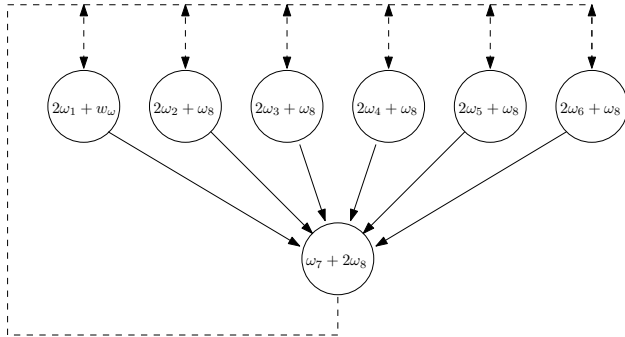 2ω₁ + w_ω
2ω₂ + ω₈
2ω₃ + ω₈
2ω₄ + ω₈
2ω₅ + ω₈
2ω₆ + ω₈
ω₇ + 2ω₈